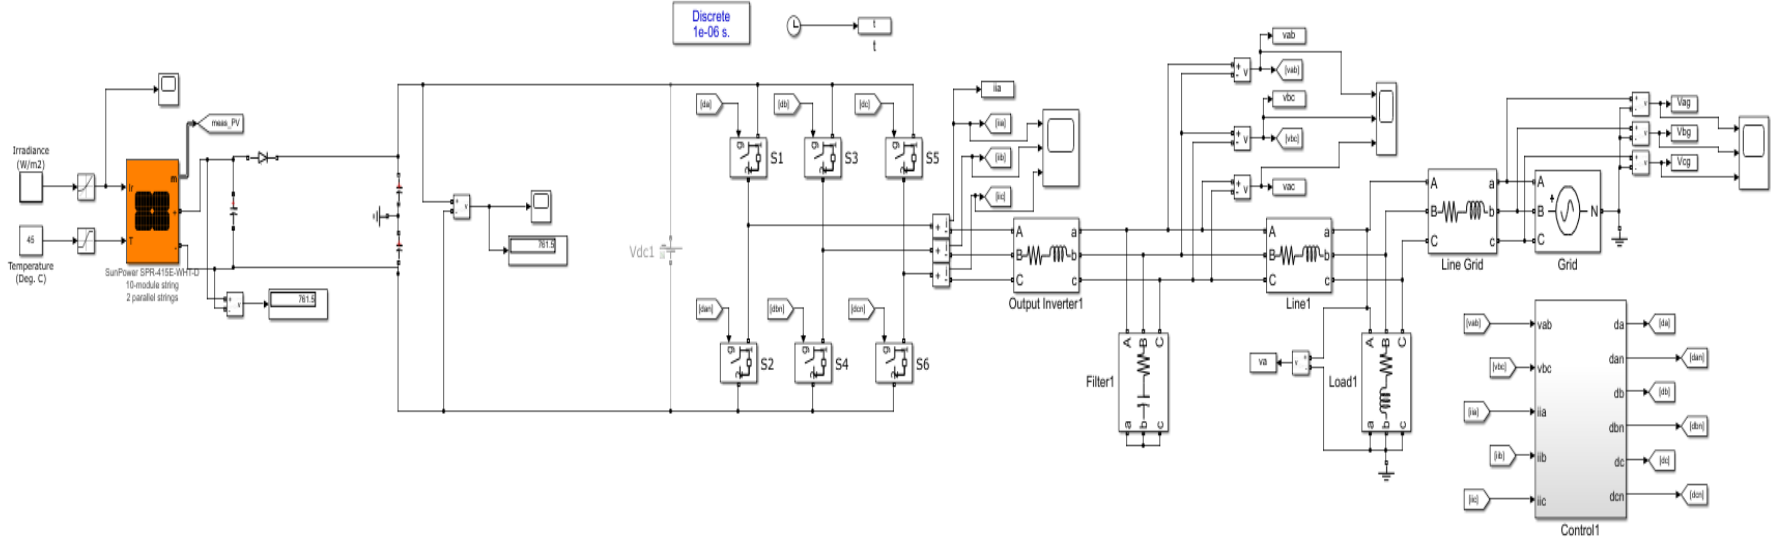 Discrete
1e-06 s.
t
t
Irradiance
(W/m2)
meas_PV
Ir
m
+
T
-
45
Temperature
(Deg. C)
SunPower SPR-415E-WHT-D
10-module string
2 parallel strings
761.5
761.5
Vdc1
[da]
[db]
[dc]
S1
S3
S5
[dan]
[dbn]
[dcn]
S2
S4
S6
iia
[iia]
[iib]
[iic]
A
B
C
a
b
c
Output Inverter1
vab
[vab]
vbc
[vbc]
vac
A
B
C
a
b
c
Line1
A B C
a b c
Filter1
va
A B C
a b c
Load1
A
B
C
a
b
c
Line Grid
A
B
C
N
Grid
Vag
Vbg
Vcg
[vab]
vab
da
[da]
dan
[dan]
[vbc]
vbc
db
[db]
[iia]
iia
dbn
[dbn]
[iib]
iib
dc
[dc]
[iic]
iic
dcn
[dcn]
Control1